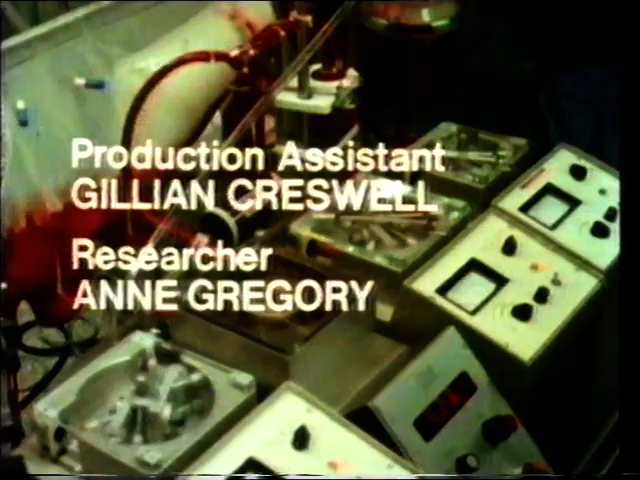 Production Assistant
GILLIAN CRESWELL
Researcher
ANNE GREGORY